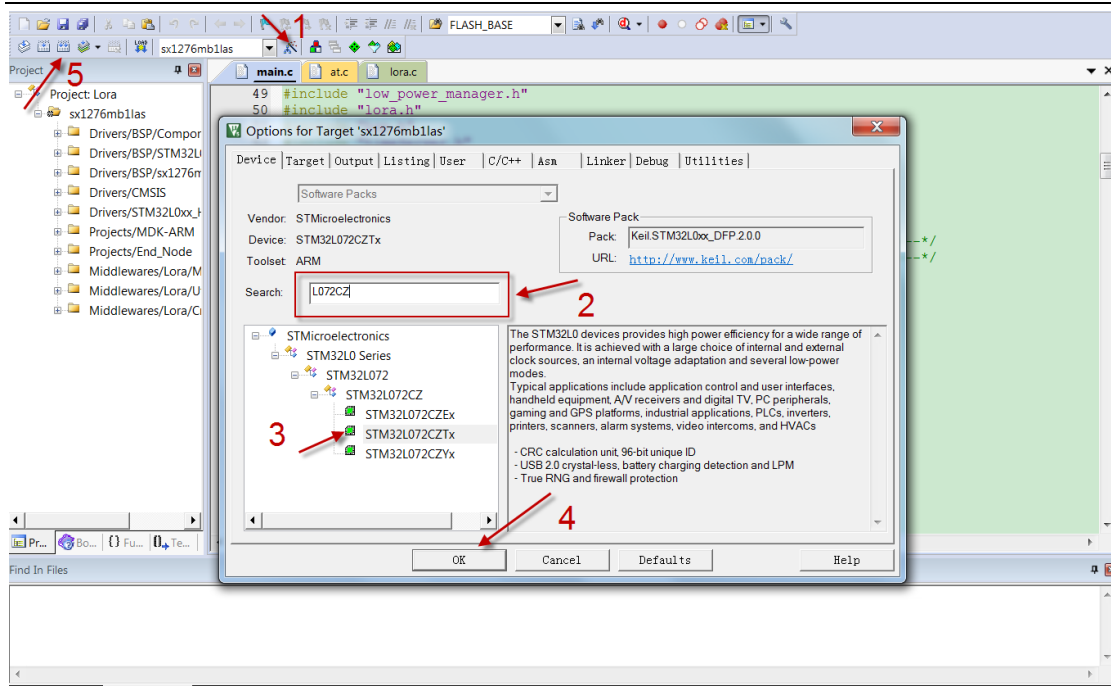 1
FLASH_BASE
LOAD
sx1276mb1las
5
Project
main.c
at.c
lora.c
Project: Lora
sx1276mb1las
Drivers/BSP/Compor
Drivers/BSP/STM32L
Drivers/BSP/sx1276m
Drivers/CMSIS
Drivers/STM32L0xx_H
Projects/MDK-ARM
Projects/End_Node
Middlewares/Lora/M
Middlewares/Lora/U
Middlewares/Lora/Cr
49 #include "low_power_manager.h"
50 #include "lora.h"
--*/
--*/
Options for Target 'sx1276mb1las'
Device Target Output Listing User C/C++ Asm Linker Debug Utilities
Software Packs
Vendor: STMicroelectronics
Device: STM32L072CZTx
Toolset: ARM
Software Pack
Pack: Keil.STM32L0xx_DFP.2.0.0
URL: http://www.keil.com/pack/
Search: L072CZ
2
STMicroelectronics
STM32L0 Series
STM32L072
STM32L072CZ
STM32L072CZEx
STM32L072CZTx
STM32L072CZYx
3
The STM32L0 devices provides high power efficiency for a wide range of
performance. It is achieved with a large choice of internal and external
clock sources, an internal voltage adaptation and several low-power
modes.
Typical applications include application control and user interfaces,
handheld equipment, A/V receivers and digital TV, PC peripherals,
gaming and GPS platforms, industrial applications, PLCs, inverters,
printers, scanners, alarm systems, video intercoms, and HVACs
- CRC calculation unit, 96-bit unique ID
- USB 2.0 crystal-less, battery charging detection and LPM
- True RNG and firewall protection
4
OK Cancel Defaults Help
Pr... Bo... {} Fu... Te...
Find In Files